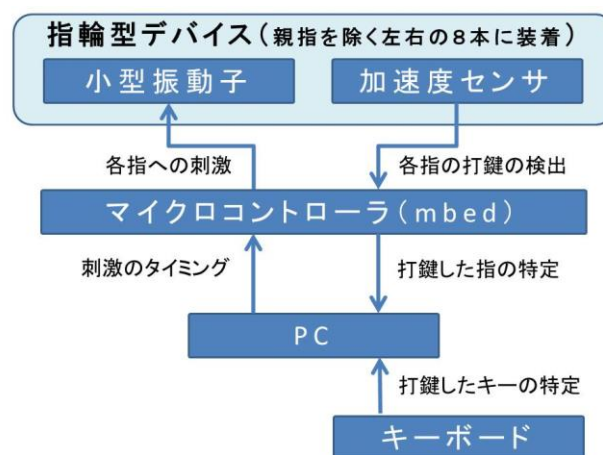 指輪型デバイス(親指を除く左右の8本に装着)
小型振動子
加速度センサ
各指への刺激
各指の打鍵の検出
マイクロコントローラ(mbed)
刺激のタイミング
打鍵した指の特定
PC
打鍵したキーの特定
キーボード